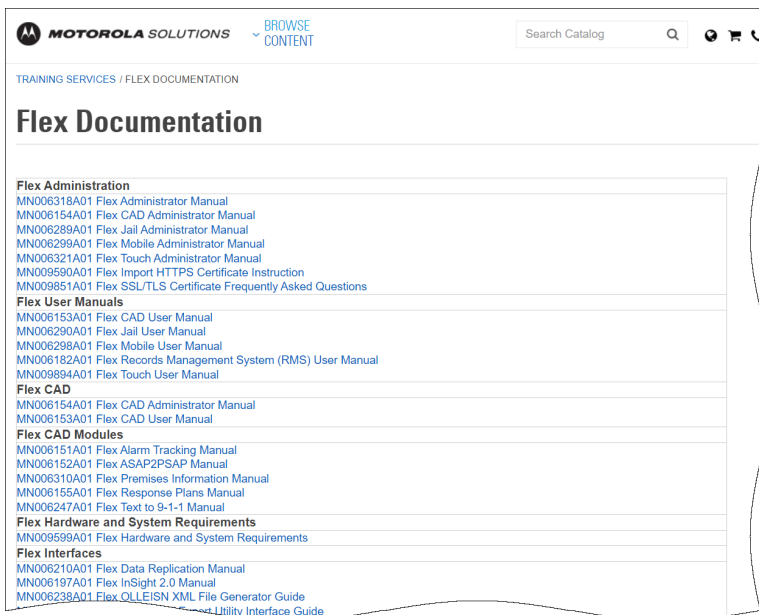 MOTOROLA SOLUTIONS
BROWSE
CONTENT
Search Catalog
TRAINING SERVICES / FLEX DOCUMENTATION
Flex Documentation
Flex Administration
MN006318A01 Flex Administrator Manual
MN006154A01 Flex CAD Administrator Manual
MN006289A01 Flex Jail Administrator Manual
MN006299A01 Flex Mobile Administrator Manual
MN006321A01 Flex Touch Administrator Manual
MN009590A01 Flex Import HTTPS Certificate Instruction
MN009851A01 Flex SSL/TLS Certificate Frequently Asked Questions
Flex User Manuals
MN006153A01 Flex CAD User Manual
MN006290A01 Flex Jail User Manual
MN006298A01 Flex Mobile User Manual
MN006182A01 Flex Records Management System (RMS) User Manual
MN009894A01 Flex Touch User Manual
Flex CAD
MN006154A01 Flex CAD Administrator Manual
MN006153A01 Flex CAD User Manual
Flex CAD Modules
MN006151A01 Flex Alarm Tracking Manual
MN006152A01 Flex ASAP2PSAP Manual
MN006310A01 Flex Premises Information Manual
MN006155A01 Flex Response Plans Manual
MN006247A01 Flex Text to 9-1-1 Manual
Flex Hardware and System Requirements
MN009599A01 Flex Hardware and System Requirements
Flex Interfaces
MN006210A01 Flex Data Replication Manual
MN006197A01 Flex InSight 2.0 Manual
MN006238A01 Flex OLLEISN XML File Generator Guide
Utility Interface Guide